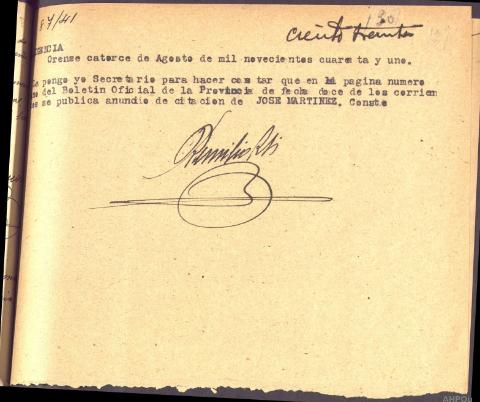 87/41
130
ciento treinta
ENCIA
Orense catorce de Agosto de mil novecientos cuarenta y uno.
pongo yo Secretario para hacer constar que en la pagina numero
del Boletin Oficial de la Provincia de fecha doce de los corrien
se publica anuncio de citacion de JOSE MARTINEZ. Conste